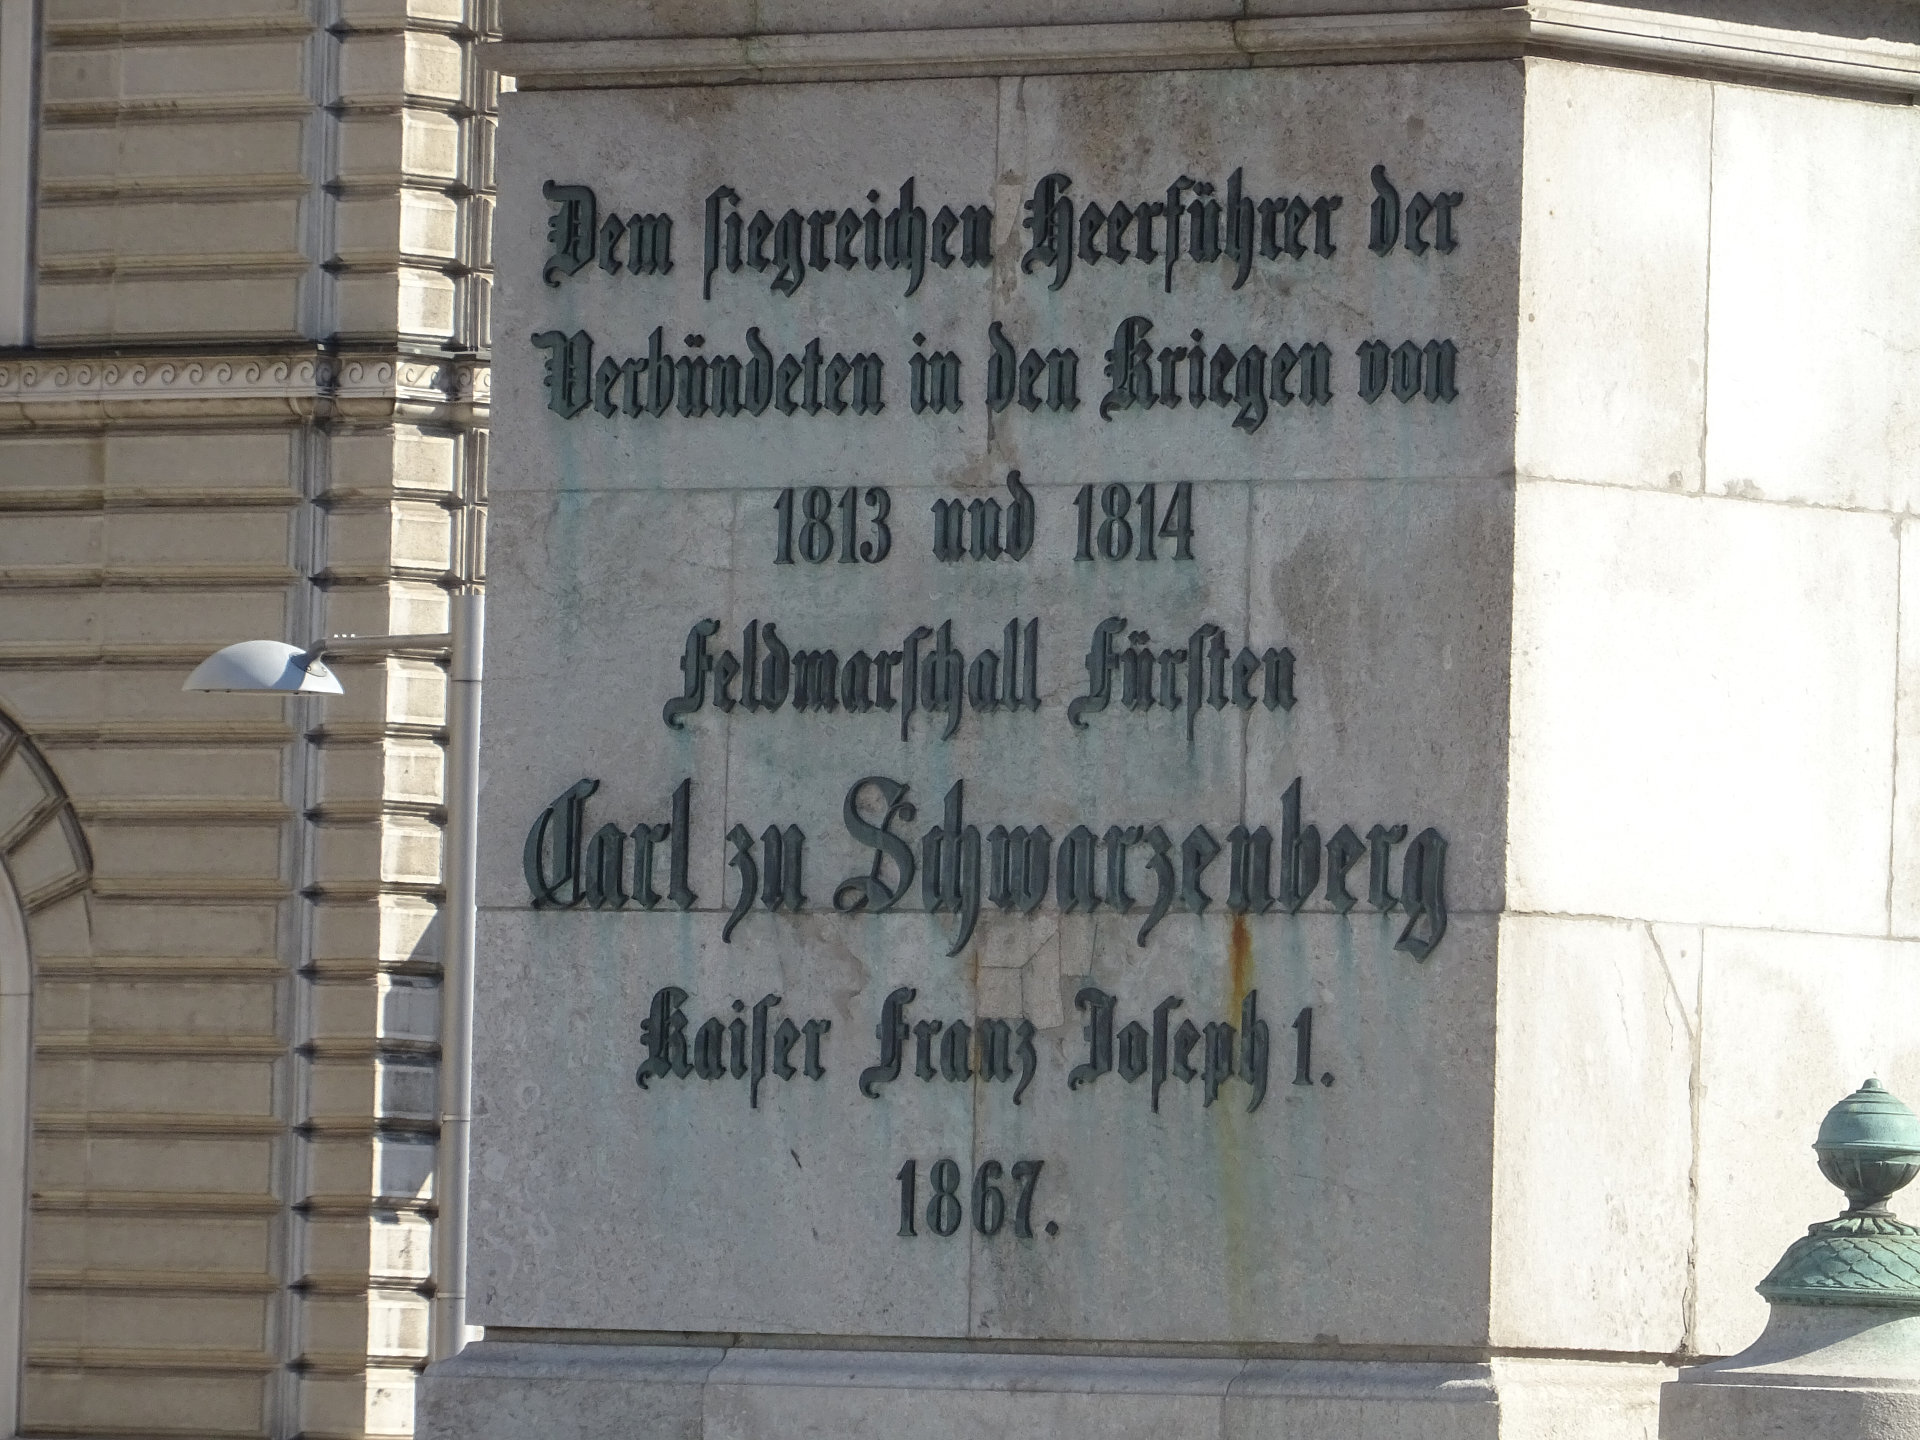 Dem siegreichen Heerführer der
Verbündeten in den Kriegen von
1813 und 1814
Feldmarschall Fürsten
Carl zu Schwarzenberg
Kaiser Franz Joseph 1.
1867.